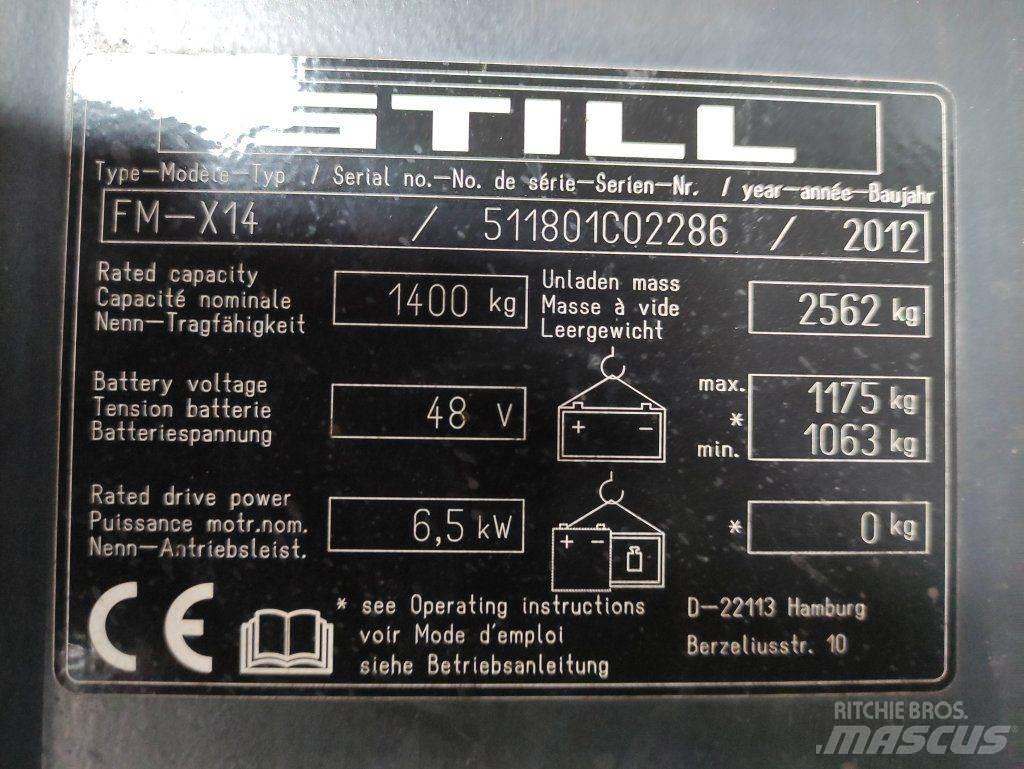 STILL
Type-Modèle-Typ / Serial no.-No. de série-Serien-Nr. / year-année-Baujahr
FM-X14 / 511801C02286 / 2012
Rated capacity
Capacité nominale
Nenn-Tragfähigkeit
1400 kg
Unladen mass
Masse à vide
Leergewicht
2562 kg
Battery voltage
Tension batterie
Batteriespannung
48 V
+ -
max. 1175 kg
*
min. 1063 kg
Rated drive power
Puissance motr.nom.
Nenn-Antriebsleist.
6,5 kW
+ -
* 0 kg
CE
* see Operating instructions
voir Mode d'emploi
siehe Betriebsanleitung
D-22113 Hamburg
Berzeliusstr. 10
RITCHIE BROS.
MASCUS